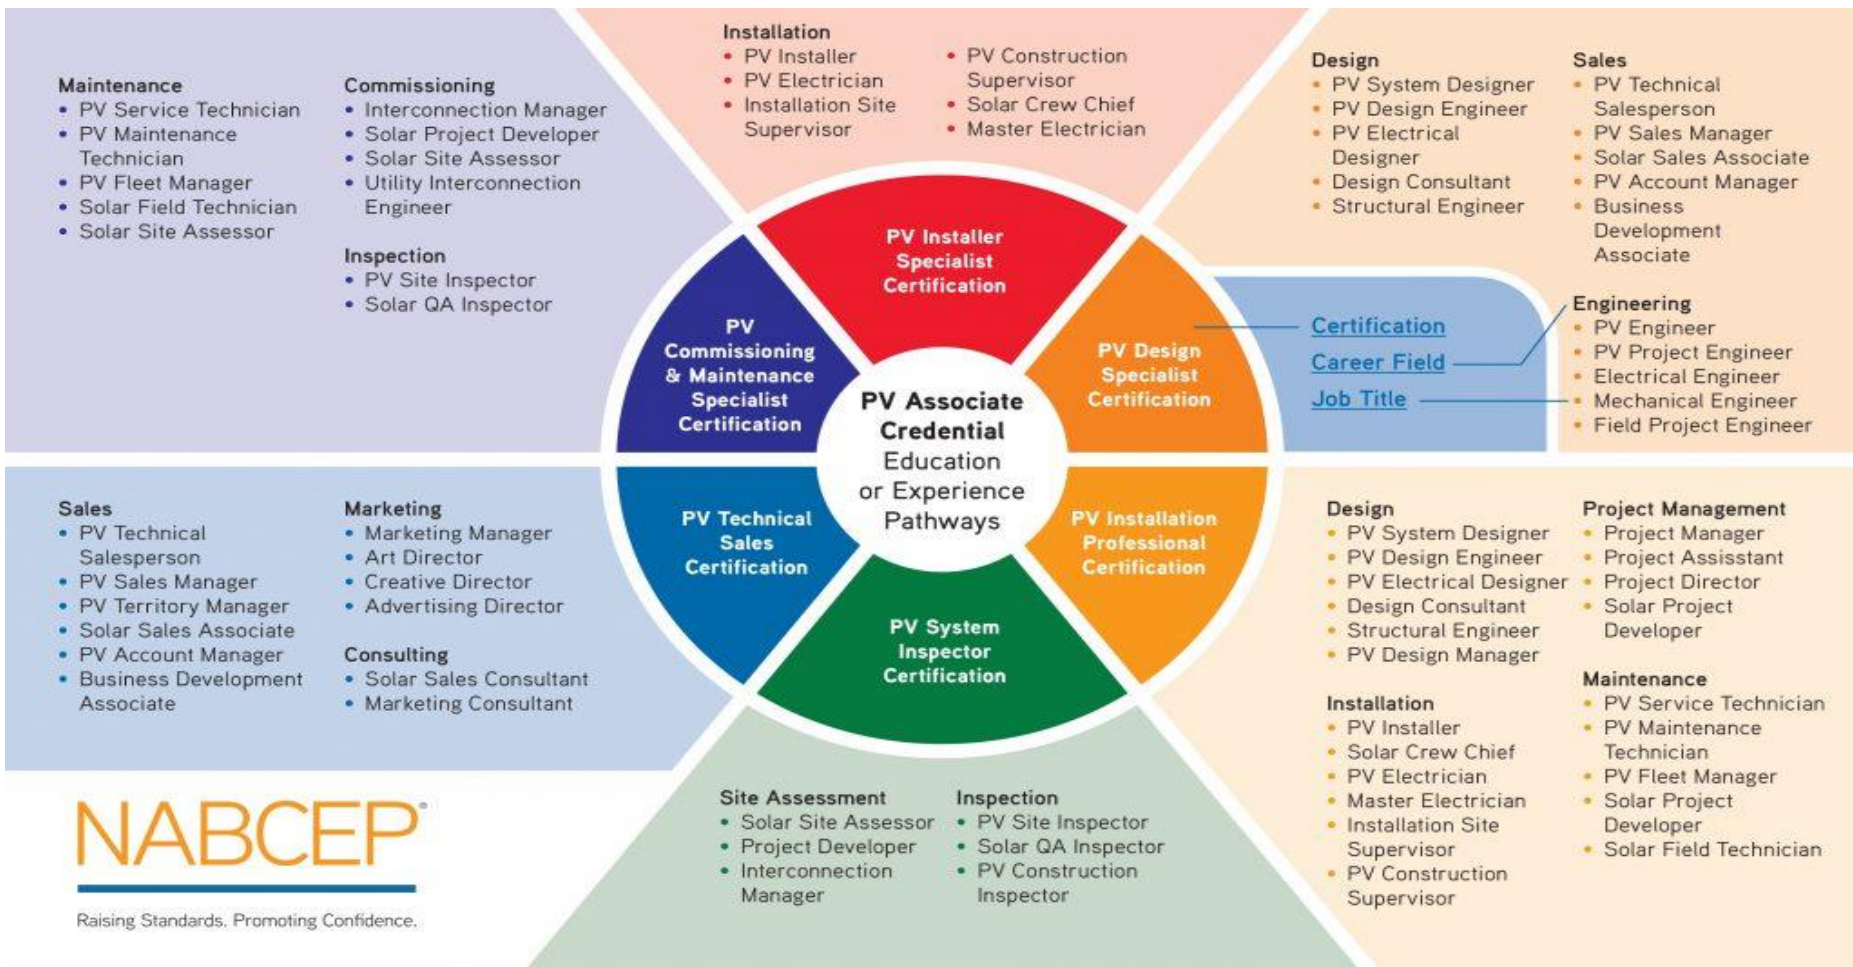 Installation
• PV Installer
• PV Electrician
• Installation Site
Supervisor
• PV Construction
Supervisor
• Solar Crew Chief
• Master Electrician
Maintenance
• PV Service Technician
• PV Maintenance
Technician
• PV Fleet Manager
• Solar Field Technician
• Solar Site Assessor
Commissioning
• Interconnection Manager
• Solar Project Developer
• Solar Site Assessor
• Utility Interconnection
Engineer
Inspection
• PV Site Inspector
• Solar QA Inspector
Design
• PV System Designer
• PV Design Engineer
• PV Electrical
Designer
• Design Consultant
• Structural Engineer
Sales
• PV Technical
Salesperson
• PV Sales Manager
• Solar Sales Associate
• PV Account Manager
• Business
Development
Associate
Engineering
• PV Engineer
• PV Project Engineer
• Electrical Engineer
• Mechanical Engineer
• Field Project Engineer
Certification
Career Field
Job Title
PV Installer
Specialist
Certification
PV Design
Specialist
Certification
PV
Commissioning
& Maintenance
Specialist
Certification
PV Associate
Credential
Education
or Experience
Pathways
PV Technical
Sales
Certification
PV Installation
Professional
Certification
PV System
Inspector
Certification
Sales
• PV Technical
Salesperson
• PV Sales Manager
• PV Territory Manager
• Solar Sales Associate
• PV Account Manager
• Business Development
Associate
Marketing
• Marketing Manager
• Art Director
• Creative Director
• Advertising Director
Consulting
• Solar Sales Consultant
• Marketing Consultant
Design
• PV System Designer
• PV Design Engineer
• PV Electrical Designer
• Design Consultant
• Structural Engineer
• PV Design Manager
Installation
• PV Installer
• Solar Crew Chief
• PV Electrician
• Master Electrician
• Installation Site
Supervisor
• PV Construction
Supervisor
Project Management
• Project Manager
• Project Assisstant
• Project Director
• Solar Project
Developer
Maintenance
• PV Service Technician
• PV Maintenance
Technician
• PV Fleet Manager
• Solar Project
Developer
• Solar Field Technician
Site Assessment
• Solar Site Assessor
• Project Developer
• Interconnection
Manager
Inspection
• PV Site Inspector
• Solar QA Inspector
• PV Construction
Inspector
NABCEP®
Raising Standards. Promoting Confidence.